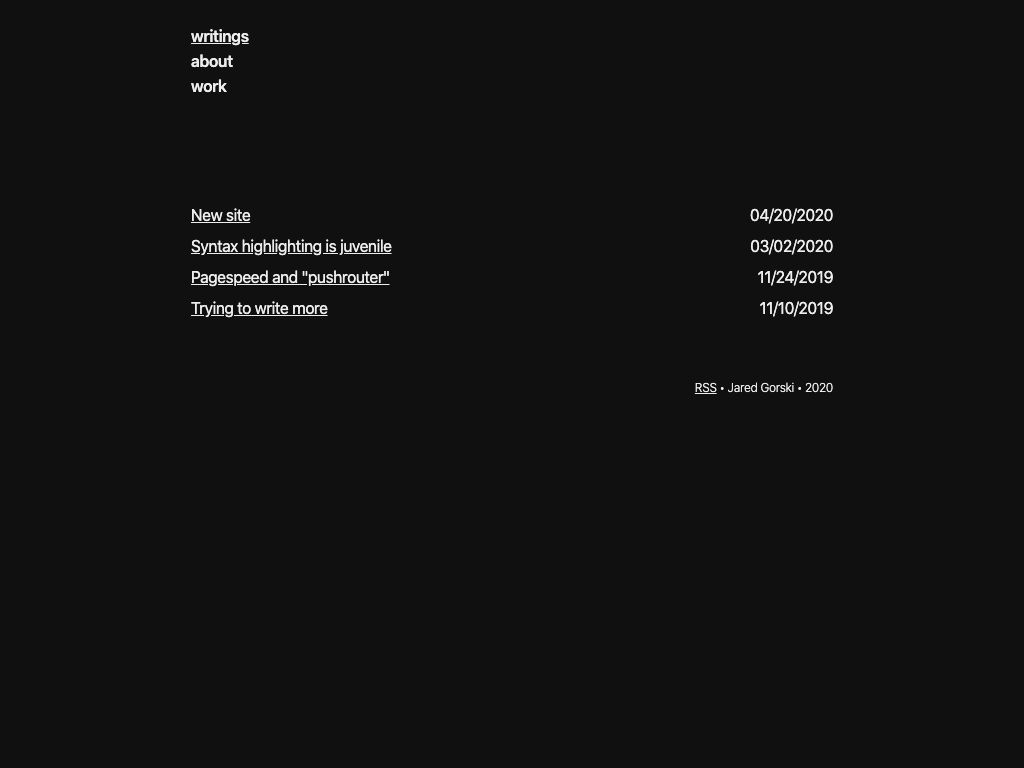 writings
about
work
New site 04/20/2020
Syntax highlighting is juvenile 03/02/2020
Pagespeed and "pushrouter" 11/24/2019
Trying to write more 11/10/2019
RSS • Jared Gorski • 2020